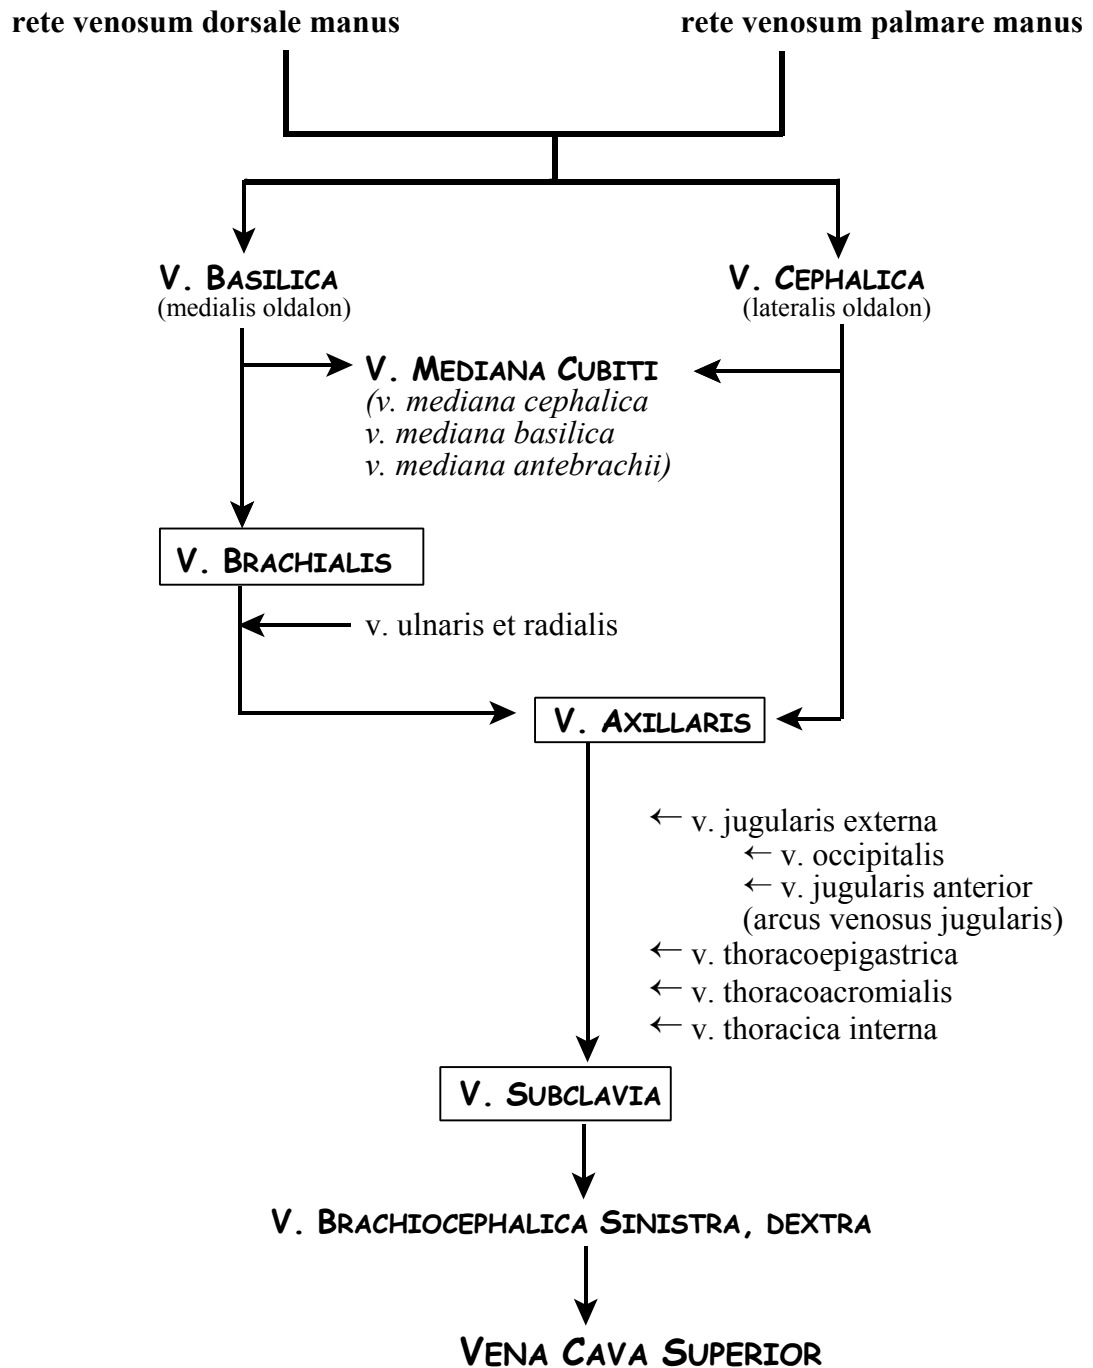 rete venosum dorsale manus
rete venosum palmare manus
V. BASILICA
(medialis oldalon)
V. CEPHALICA
(lateralis oldalon)
V. MEDIANA CUBITI
(v. mediana cephalica
v. mediana basilica
v. mediana antebrachii)
V. BRACHIALIS
v. ulnaris et radialis
V. AXILLARIS
← v. jugularis externa
← v. occipitalis
← v. jugularis anterior
(arcus venosus jugularis)
← v. thoracoepigastrica
← v. thoracoacromialis
← v. thoracica interna
V. SUBCLAVIA
V. BRACHIOCEPHALICA SINISTRA, DEXTRA
VENA CAVA SUPERIOR